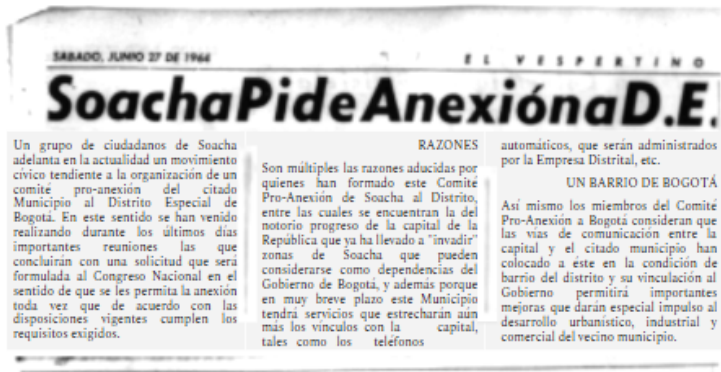 SABADO, JUNIO 27 DE 1964
EL VESPERTINO
Soacha Pide Anexión a D.E.
Un grupo de ciudadanos de Soacha
adelanta en la actualidad un movimiento
cívico tendiente a la organización de un
comité pro-anexión del citado
Municipio al Distrito Especial de
Bogotá. En este sentido se han venido
realizando durante los últimos días
importantes reuniones las que
concluirán con una solicitud que será
formulada al Congreso Nacional en el
sentido de que se les permita la anexión
toda vez que de acuerdo con las
disposiciones vigentes cumplen los
requisitos exigidos.
RAZONES
Son múltiples las razones aducidas por
quienes han formado este Comité
Pro-Anexión de Soacha al Distrito,
entre las cuales se encuentran la del
notorio progreso de la capital de la
República que ya ha llevado a "invadir"
zonas de Soacha que pueden
considerarse como dependencias del
Gobierno de Bogotá, y además porque
en muy breve plazo este Municipio
tendrá servicios que estrecharán aún
más los vínculos con la capital,
tales como los teléfonos
automáticos, que serán administrados
por la Empresa Distrital, etc.
UN BARRIO DE BOGOTÁ
Así mismo los miembros del Comité
Pro-Anexión a Bogotá consideran que
las vías de comunicación entre la
capital y el citado municipio han
colocado a éste en la condición de
barrio del distrito y su vinculación al
Gobierno permitirá importantes
mejoras que darán especial impulso al
desarrollo urbanístico, industrial y
comercial del vecino municipio.